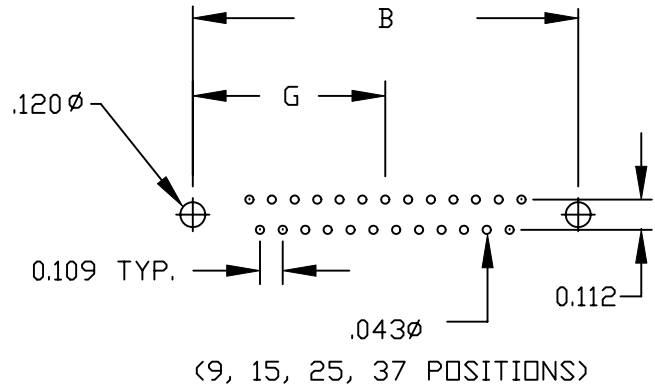 B
G
.120ø
0.109 TYP.
0.112
.043ø
(9, 15, 25, 37 POSITIONS)